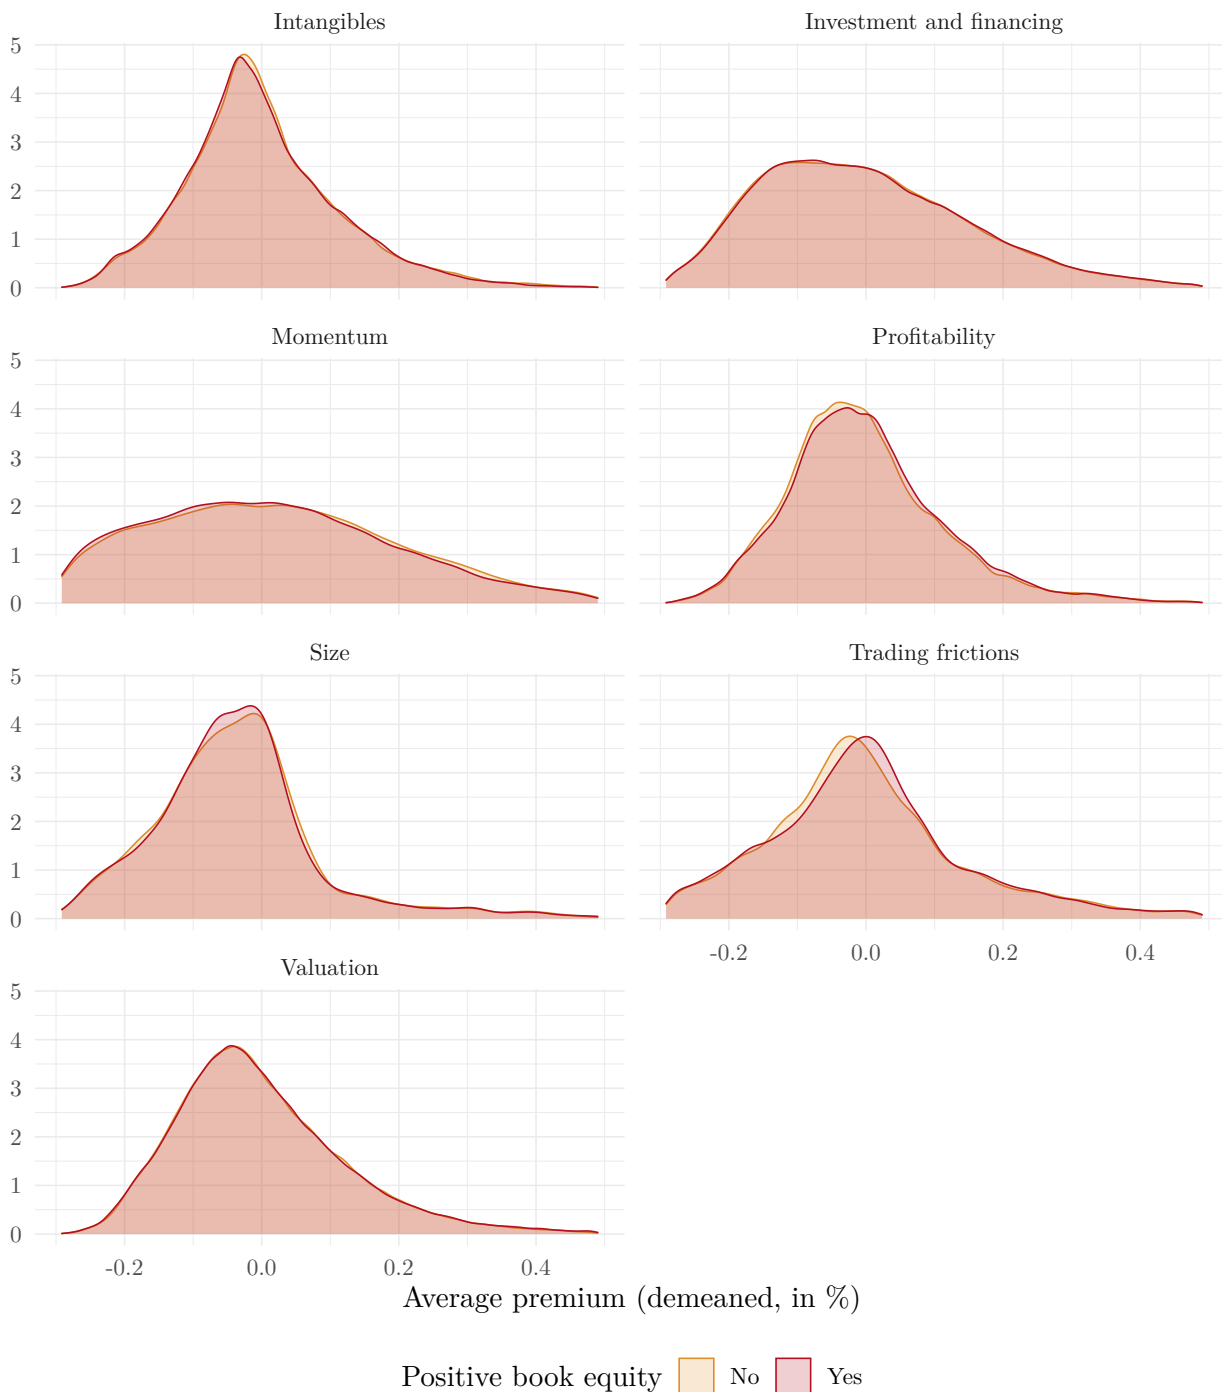 Intangibles
Investment and financing
5
4
3
2
1
0
Momentum
Profitability
5
4
3
2
1
0
Size
Trading frictions
5
4
3
2
1
0
-0.2 0.0 0.2 0.4
Valuation
5
4
3
2
1
0
-0.2 0.0 0.2 0.4
Average premium (demeaned, in %)
Positive book equity No Yes